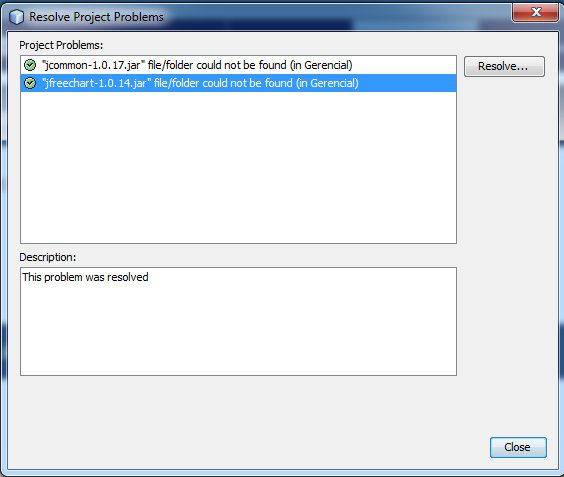 Resolve Project Problems
Project Problems:
"jcommon-1.0.17.jar" file/folder could not be found (in Gerencial)
Resolve...
"jfreechart-1.0.14.jar" file/folder could not be found (in Gerencial)
Description:
This problem was resolved
Close